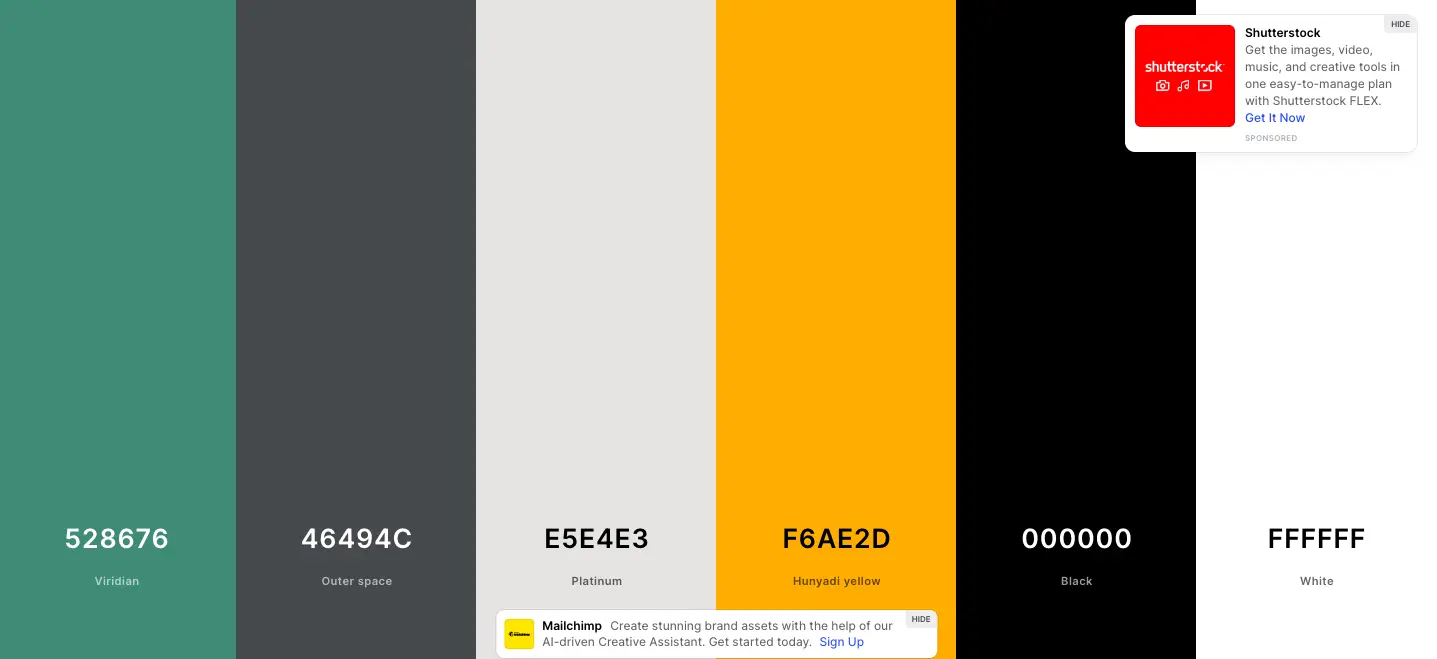 528676
Viridian
46494C
Outer space
E5E4E3
Platinum
F6AE2D
Hunyadi yellow
000000
Black
FFFFFF
White
HIDE
shutterstock
Shutterstock
Get the images, video,
music, and creative tools in
one easy-to-manage plan
with Shutterstock FLEX.
Get It Now
SPONSORED
HIDE
Mailchimp Create stunning brand assets with the help of our
AI-driven Creative Assistant. Get started today. Sign Up